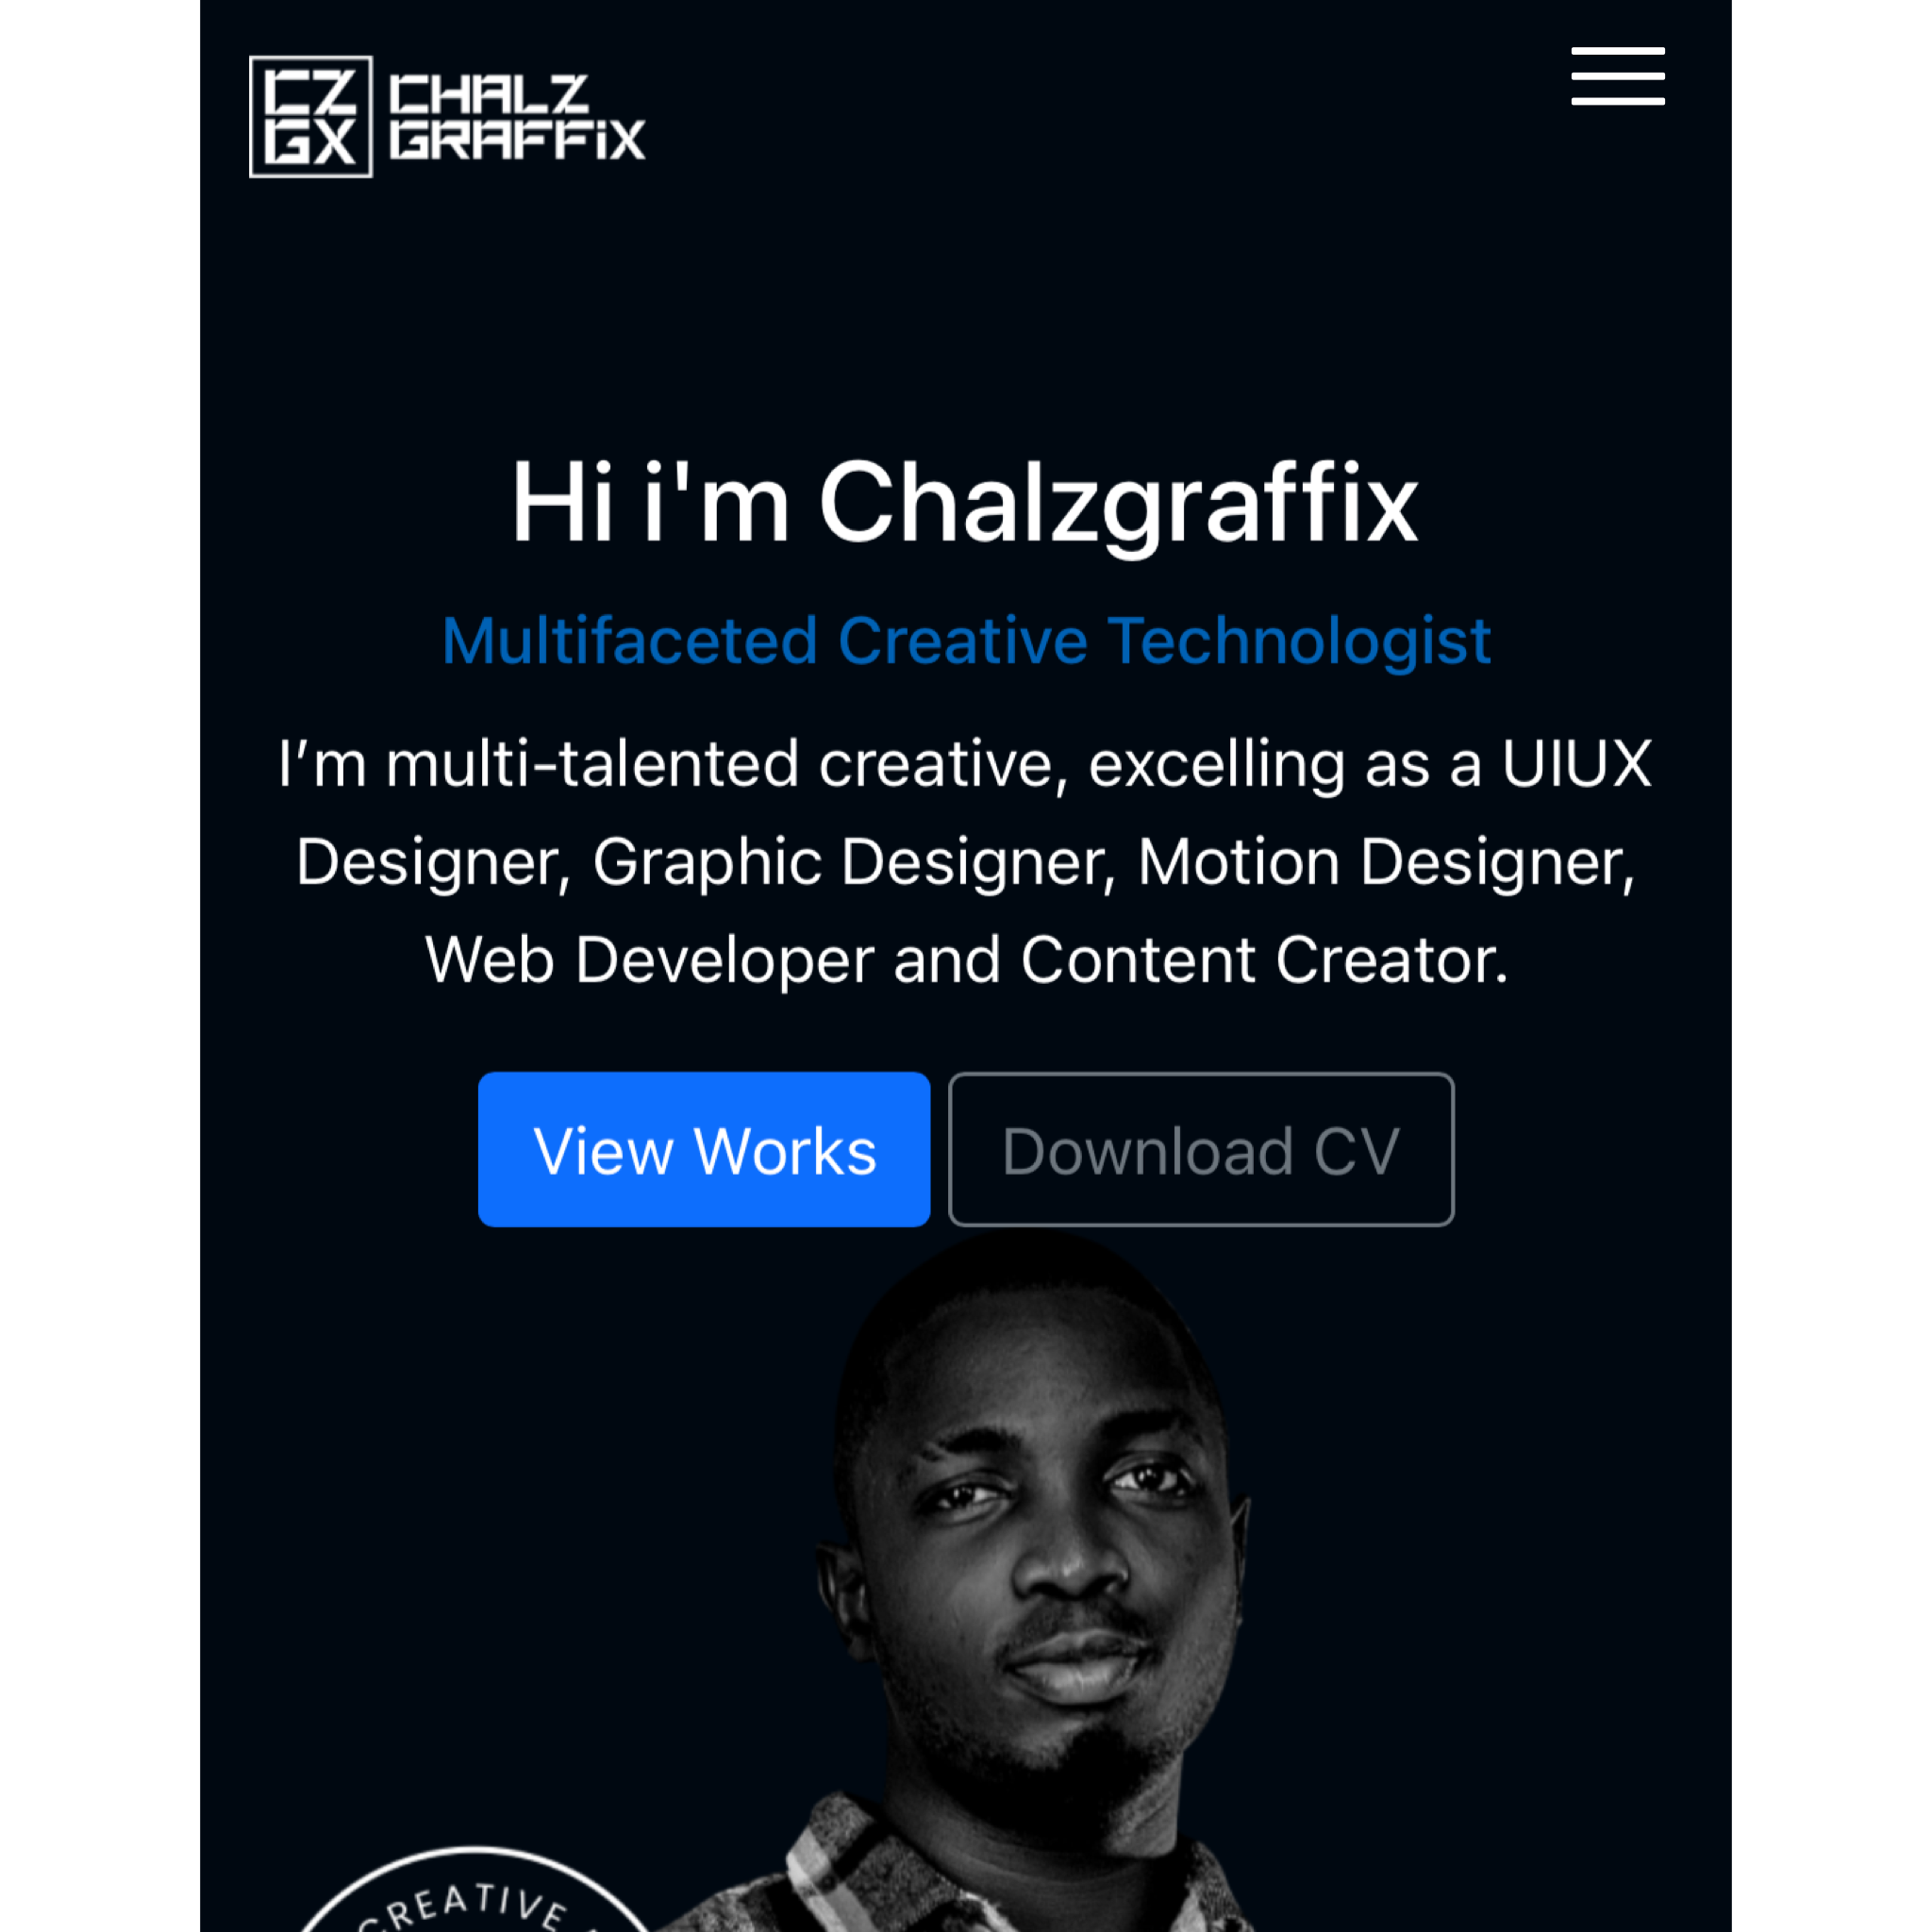 CZ
GX
CHALZ
GRAFFiX
Hi i'm Chalzgraffix
Multifaceted Creative Technologist
I’m multi-talented creative, excelling as a UIUX
Designer, Graphic Designer, Motion Designer,
Web Developer and Content Creator.
View Works
Download CV
CREATIVE